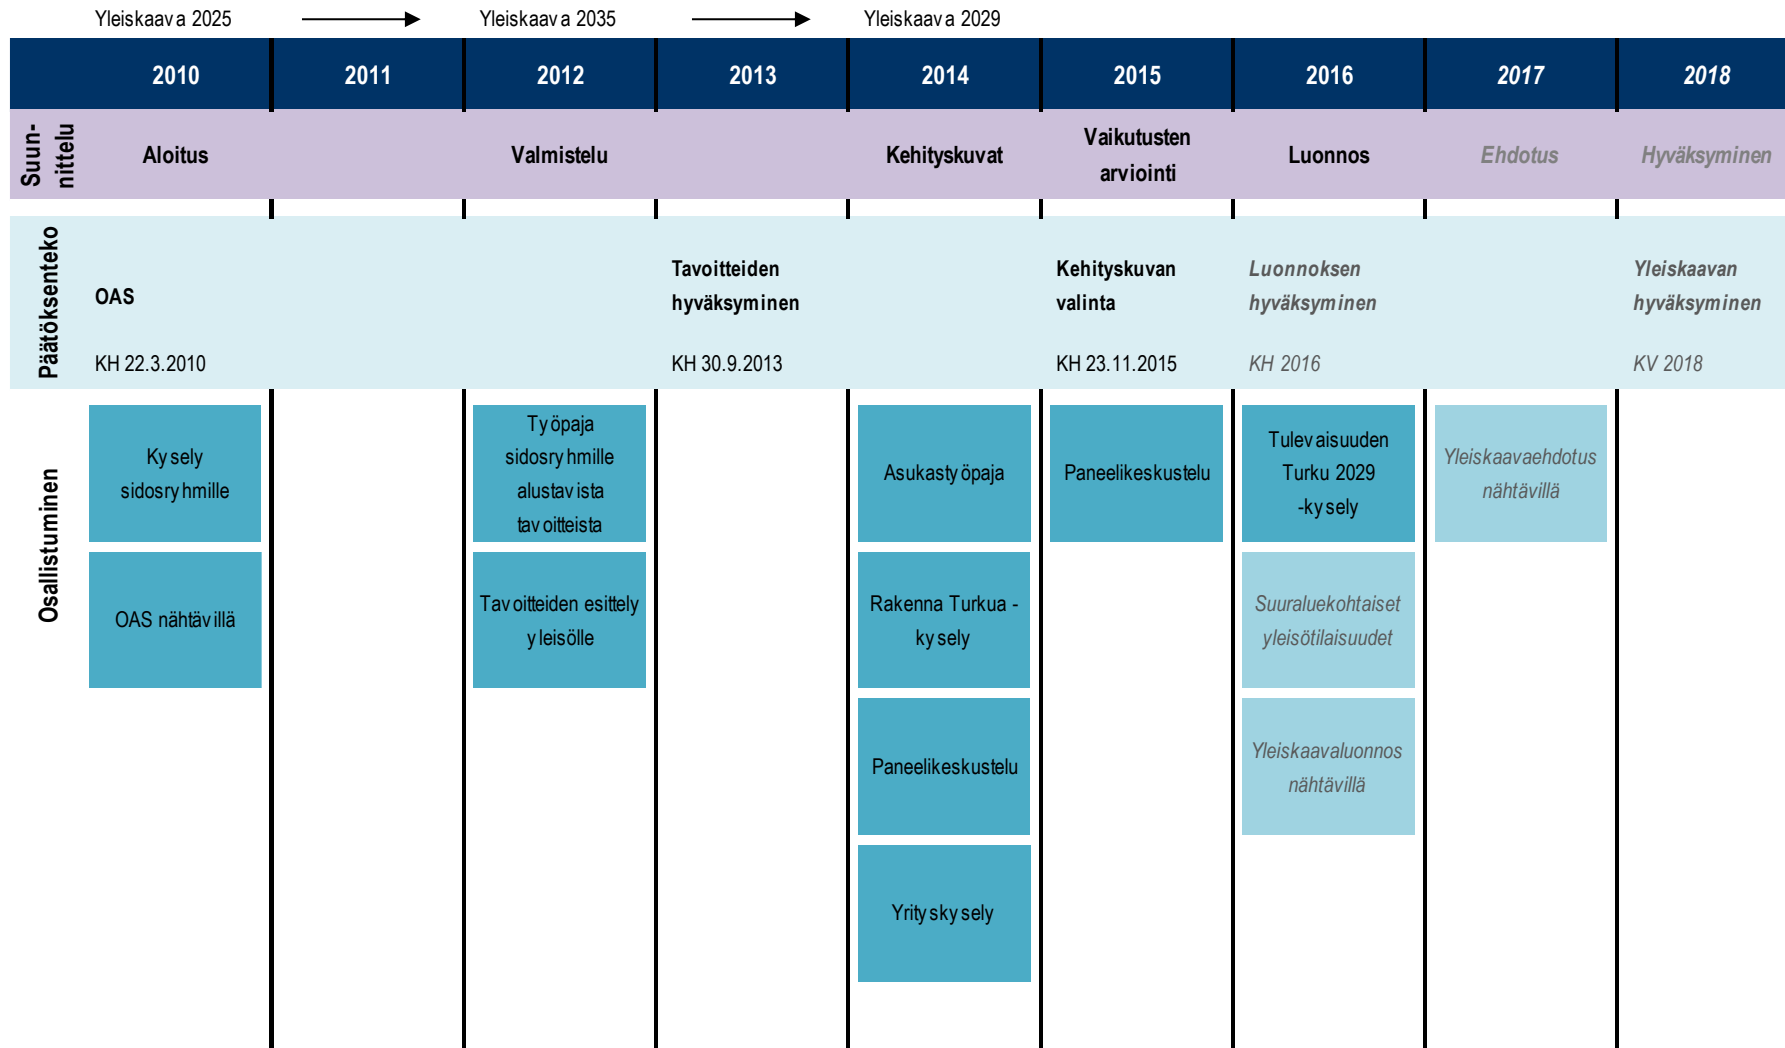 Yleiskaava 2025
Yleiskaava 2035
Yleiskaava 2029
2010
2011
2012
2013
2014
2015
2016
2017
2018
Suun-
nittelu
Aloitus
Valmistelu
Kehityskuvat
Vaikutusten
arviointi
Luonnos
Ehdotus
Hyväksyminen
Päätöksenteko
OAS
KH 22.3.2010
Tavoitteiden
hyväksyminen
KH 30.9.2013
Kehityskuvan
valinta
KH 23.11.2015
Luonnoksen
hyväksyminen
KH 2016
Yleiskaavan
hyväksyminen
KV 2018
Osallistuminen
Kysely
sidosryhmille
OAS nähtävillä
Työpaja
sidosryhmille
alustavista
tavoitteista
Tavoitteiden esittely
yleisölle
Asukastyöpaja
Rakenna Turkua -
kysely
Paneelikeskustelu
Yrityskysely
Paneelikeskustelu
Tulevaisuuden
Turku 2029
-kysely
Suuraluekohtaiset
yleisötilaisuudet
Yleiskaavaluonnos
nähtävillä
Yleiskaavaehdotus
nähtävillä